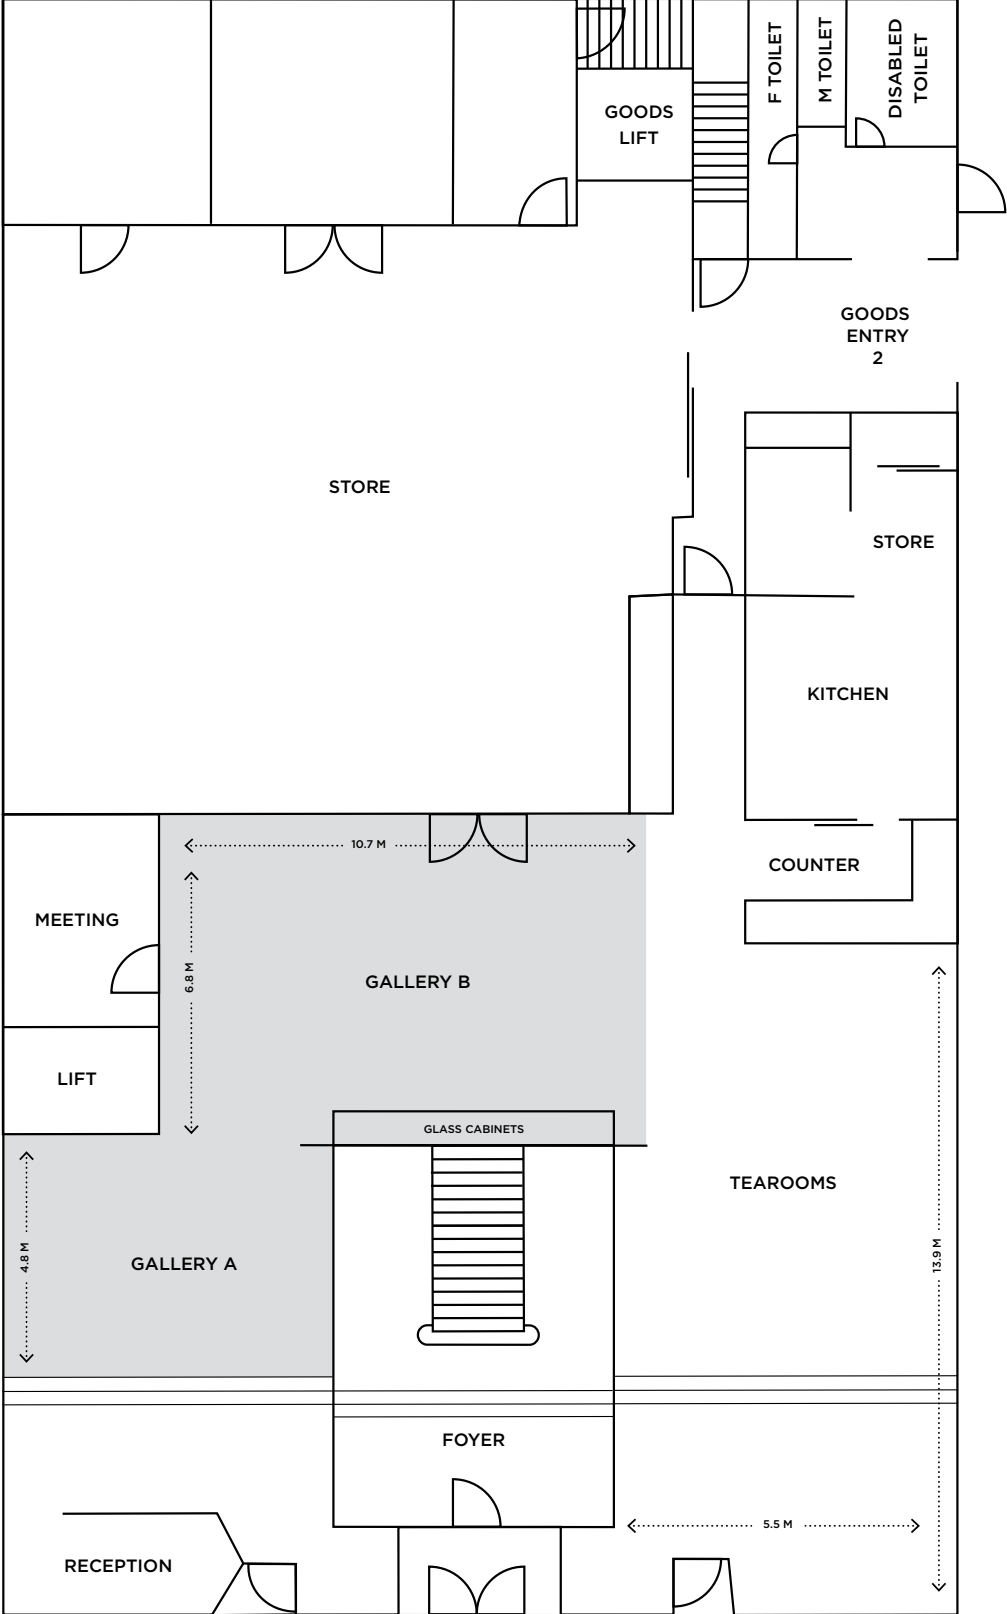 F TOILET
M TOILET
DISABLED
TOILET
GOODS
LIFT
GOODS
ENTRY
2
STORE
STORE
KITCHEN
10.7 M
COUNTER
MEETING
6.8 M
GALLERY B
LIFT
GLASS CABINETS
TEAROOMS
4.8 M
GALLERY A
13.9 M
FOYER
5.5 M
RECEPTION